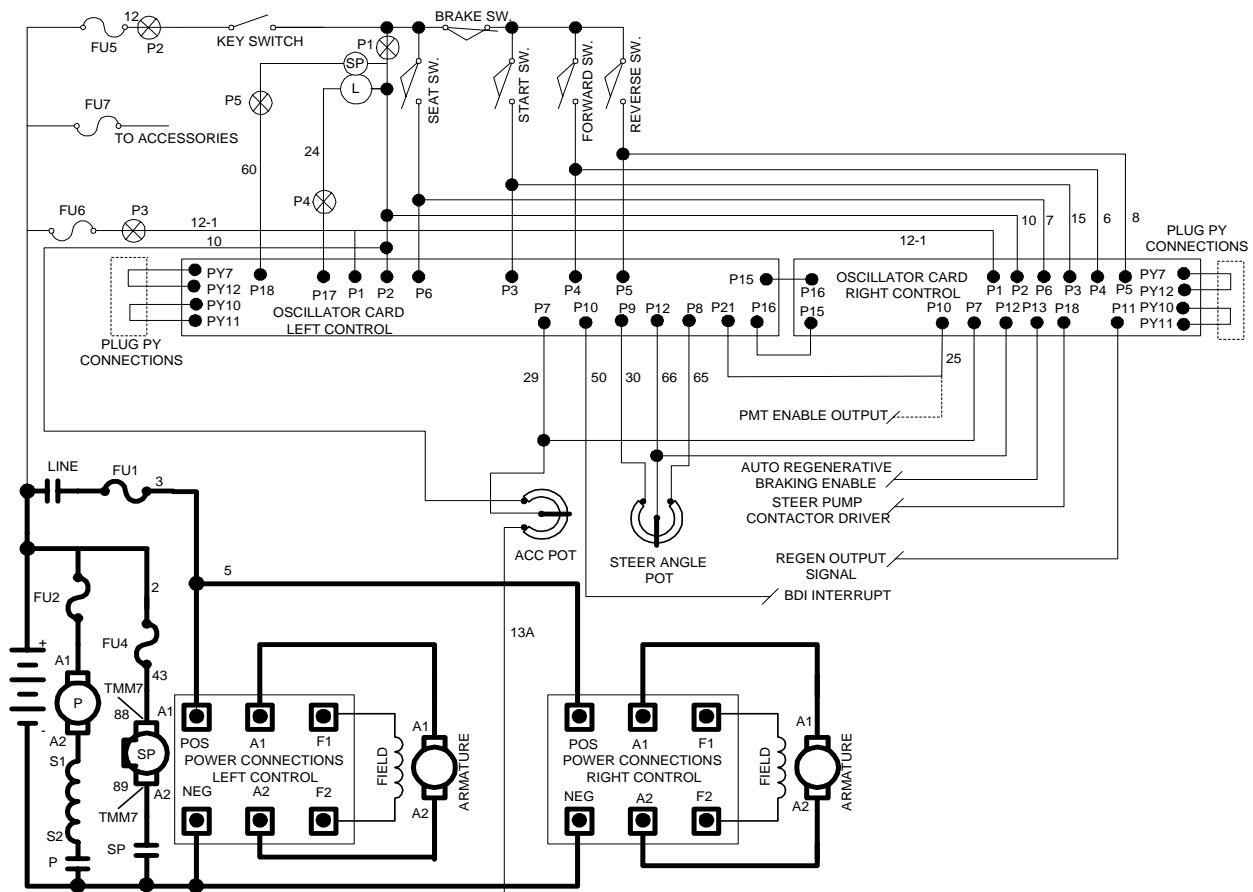 12
BRAKE SW.
FU5
P2
KEY SWITCH
P1
SP
L
SEAT SW.
START SW.
FORWARD SW.
REVERSE SW.
FU7
P5
TO ACCESSORIES
24
60
P4
FU6
P3
12-1
10
10
7
15
6
8
12-1
PLUG PY
CONNECTIONS
PY7
PY12
PY10
PY11
P18
P17
P1
P2
P6
P3
P4
P5
P15
OSCILLATOR CARD
LEFT CONTROL
P7
P10
P9
P12
P8
P21
P16
PLUG PY
CONNECTIONS
OSCILLATOR CARD
RIGHT CONTROL
P16
P15
P1
P2
P6
P3
P4
P5
PY7
PY12
PY10
PY11
P10
P7
P12
P13
P18
P11
29
50
30
66
65
25
PMT ENABLE OUTPUT
AUTO REGENERATIVE
BRAKING ENABLE
STEER PUMP
CONTACTOR DRIVER
REGEN OUTPUT
SIGNAL
BDI INTERRUPT
ACC POT
STEER ANGLE
POT
LINE
FU1
3
5
2
13A
FU2
FU4
43
+
-
A1
P
A2
S1
S2
P
TMM7
88
A1
SP
89
A2
TMM7
SP
POS
A1
F1
POWER CONNECTIONS
LEFT CONTROL
NEG
A2
F2
FIELD
A1
A2
ARMATURE
POS
A1
F1
POWER CONNECTIONS
RIGHT CONTROL
NEG
A2
F2
FIELD
A1
A2
ARMATURE